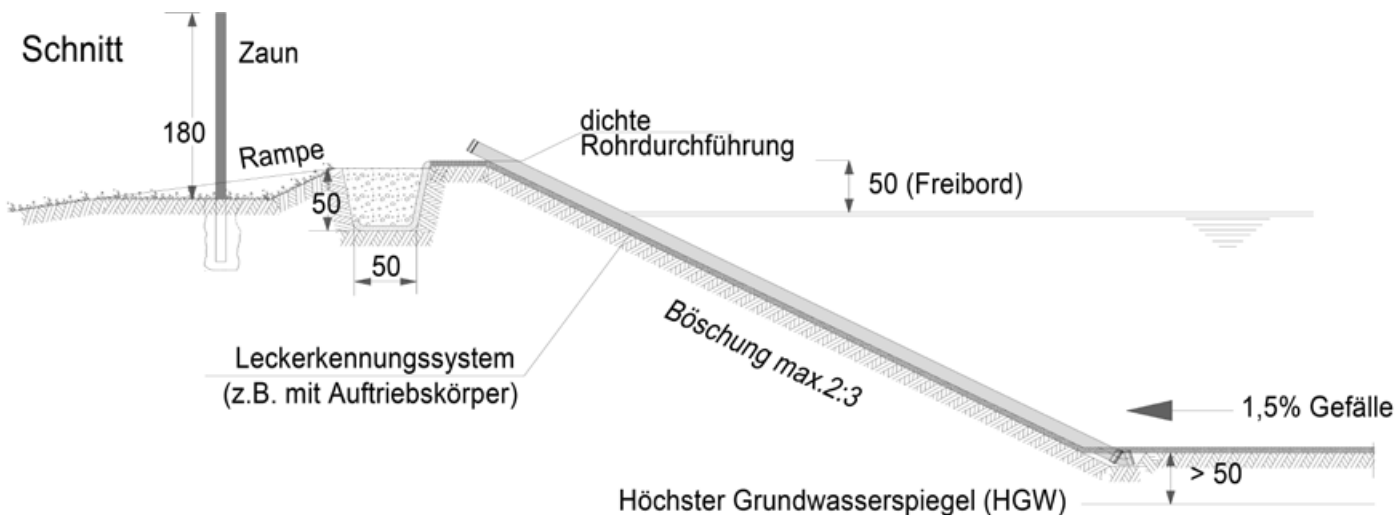 Schnitt
Zaun
180
Rampe
dichte
Rohrdurchführung
50 (Freibord)
50
50
Böschung max.2:3
Leckerkennungssystem
(z.B. mit Auftriebskörper)
1,5% Gefälle
> 50
Höchster Grundwasserspiegel (HGW)